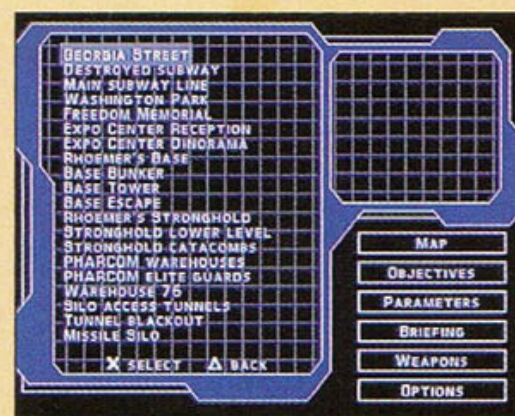 GEORGIA STREET
DESTROYED SUBWAY
MAIN SUBWAY LINE
WASHINGTON PARK
FREEDOM MEMORIAL
EXPO CENTER RECEPTION
EXPO CENTER DINORAMA
RHOEMER'S BASE
BASE BUNKER
BASE TOWER
BASE ESCAPE
RHOEMER'S STRONGHOLD
STRONGHOLD LOWER LEVEL
STRONGHOLD CATACOMBS
PHARCOM WAREHOUSES
PHARCOM ELITE GUARDS
WAREHOUSE 76
SILO ACCESS TUNNELS
TUNNEL BLACKOUT
MISSILE SILO
X SELECT △ BACK
MAP
OBJECTIVES
PARAMETERS
BRIEFING
WEAPONS
OPTIONS